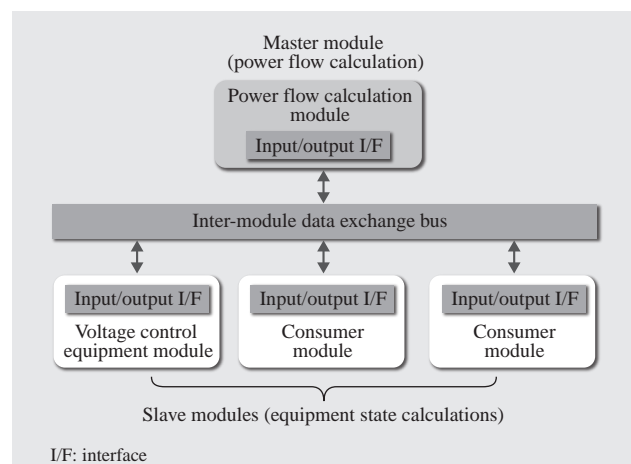 Master module
(power flow calculation)
Power flow calculation
module
Input/output I/F
Inter-module data exchange bus
Input/output I/F
Voltage control
equipment module
Input/output I/F
Consumer
module
Input/output I/F
Consumer
module
Slave modules (equipment state calculations)
I/F: interface